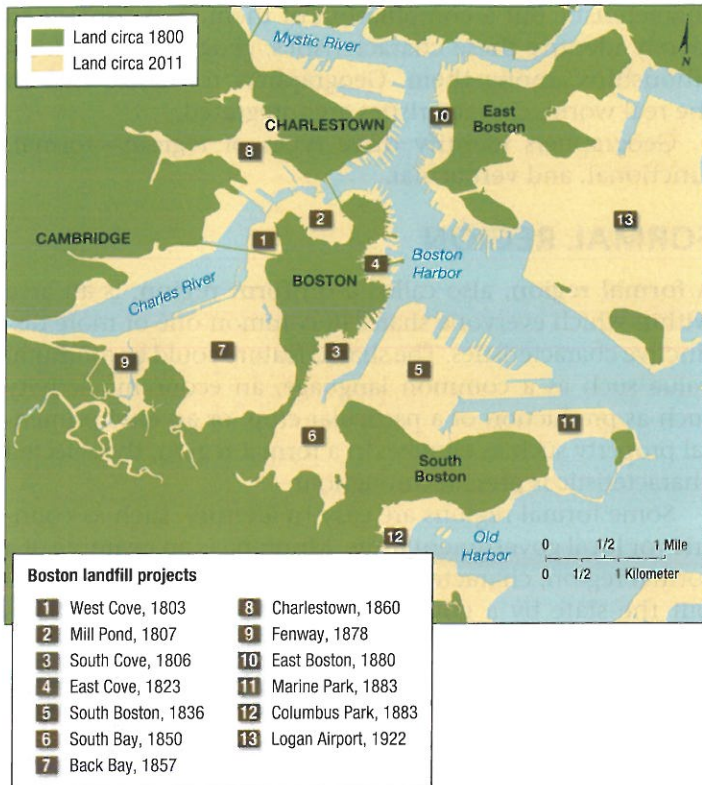 Land circa 1800
Land circa 2011
Mystic River
N
CHARLESTOWN
10
East
Boston
8
13
2
CAMBRIDGE
1
BOSTON
4
Boston
Harbor
Charles River
3
7
9
5
6
11
South
Boston
12
Old
Harbor
0 1/2 1 Mile
0 1/2 1 Kilometer
Boston landfill projects
1 West Cove, 1803
2 Mill Pond, 1807
3 South Cove, 1806
4 East Cove, 1823
5 South Boston, 1836
6 South Bay, 1850
7 Back Bay, 1857
8 Charlestown, 1860
9 Fenway, 1878
10 East Boston, 1880
11 Marine Park, 1883
12 Columbus Park, 1883
13 Logan Airport, 1922